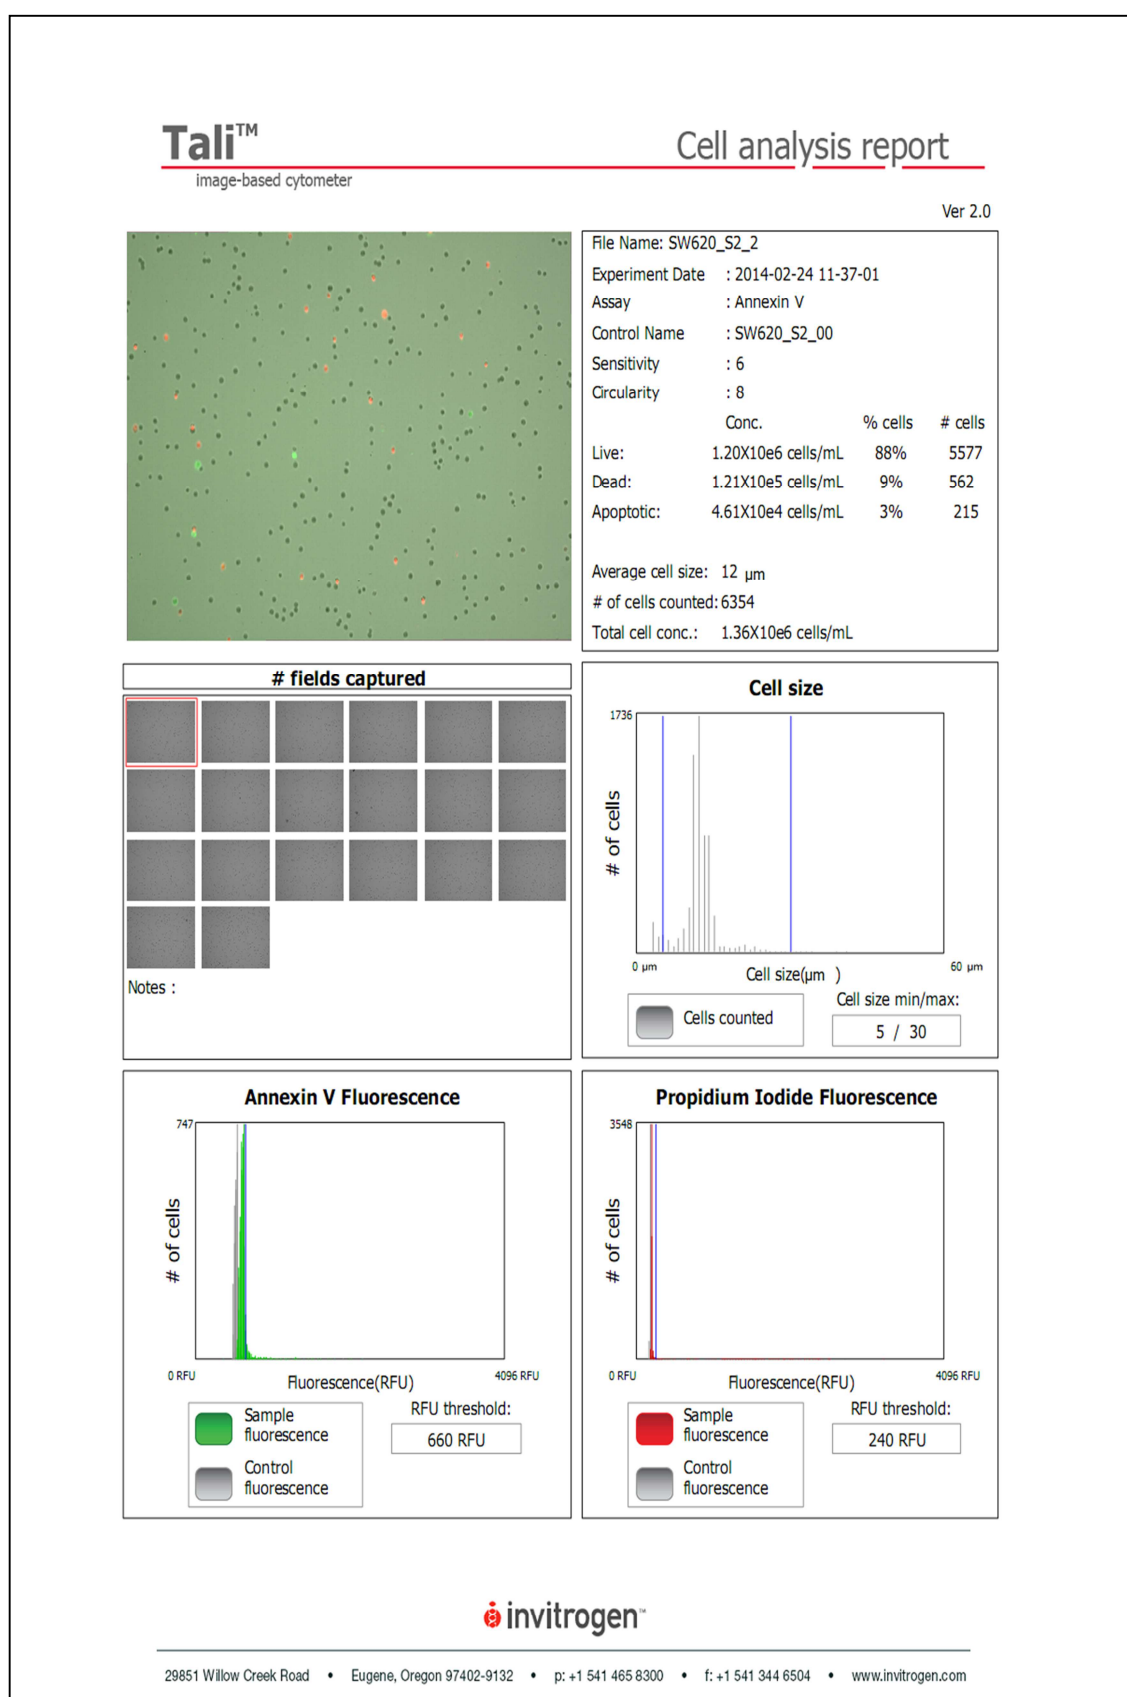 Tali™
image-based cytometer
Cell analysis report
Ver 2.0
File Name: SW620_S2_2
Experiment Date : 2014-02-24 11-37-01
Assay : Annexin V
Control Name : SW620_S2_00
Sensitivity : 6
Circularity : 8
Conc. % cells # cells
Live: 1.20X10e6 cells/mL 88% 5577
Dead: 1.21X10e5 cells/mL 9% 562
Apoptotic: 4.61X10e4 cells/mL 3% 215
Average cell size: 12 µm
# of cells counted: 6354
Total cell conc.: 1.36X10e6 cells/mL
# fields captured
Notes :
Cell size
1736
# of cells
0 µm
60 µm
Cell size(µm )
Cells counted
Cell size min/max:
5 / 30
Annexin V Fluorescence
747
# of cells
0 RFU
4096 RFU
Fluorescence(RFU)
Sample
fluorescence
Control
fluorescence
RFU threshold:
660 RFU
Propidium Iodide Fluorescence
3548
# of cells
0 RFU
4096 RFU
Fluorescence(RFU)
Sample
fluorescence
Control
fluorescence
RFU threshold:
240 RFU
invitrogen™
29851 Willow Creek Road • Eugene, Oregon 97402-9132 • p: +1 541 465 8300 • f: +1 541 344 6504 • www.invitrogen.com